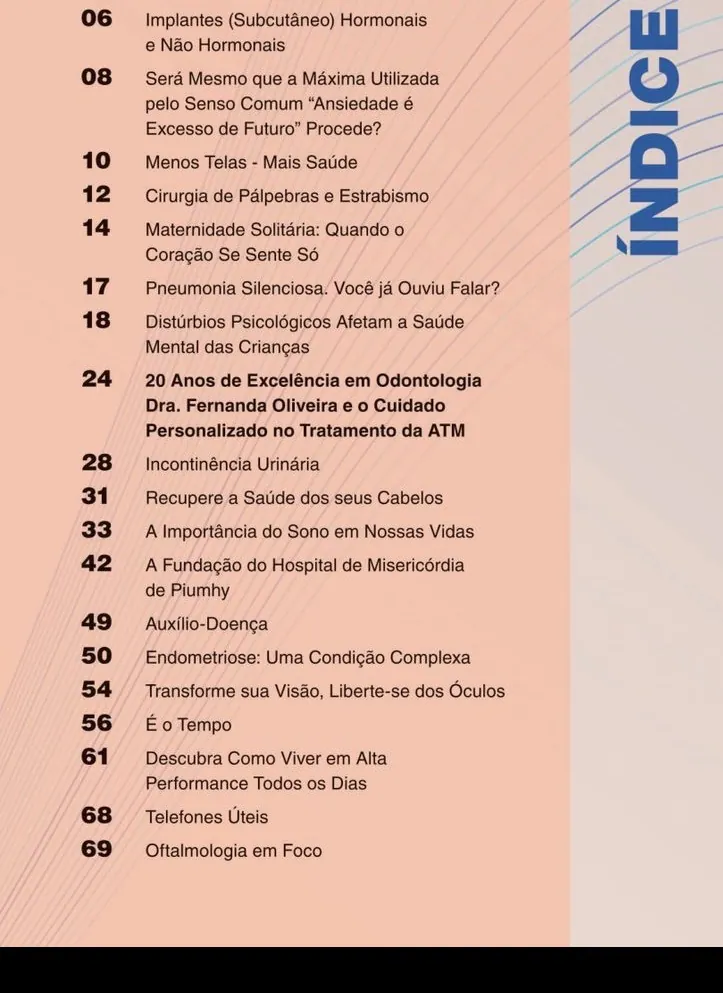 ÍNDICE
06 Implantes (Subcutâneo) Hormonais
e Não Hormonais
08 Será Mesmo que a Máxima Utilizada
pelo Senso Comum “Ansiedade é
Excesso de Futuro” Procede?
10 Menos Telas - Mais Saúde
12 Cirurgia de Pálpebras e Estrabismo
14 Maternidade Solitária: Quando o
Coração Se Sente Só
17 Pneumonia Silenciosa. Você já Ouviu Falar?
18 Distúrbios Psicológicos Afetam a Saúde
Mental das Crianças
24 20 Anos de Excelência em Odontologia
Dra. Fernanda Oliveira e o Cuidado
Personalizado no Tratamento da ATM
28 Incontinência Urinária
31 Recupere a Saúde dos seus Cabelos
33 A Importância do Sono em Nossas Vidas
42 A Fundação do Hospital de Misericórdia
de Piumhy
49 Auxílio-Doença
50 Endometriose: Uma Condição Complexa
54 Transforme sua Visão, Liberte-se dos Óculos
56 É o Tempo
61 Descubra Como Viver em Alta
Performance Todos os Dias
68 Telefones Úteis
69 Oftalmologia em Foco